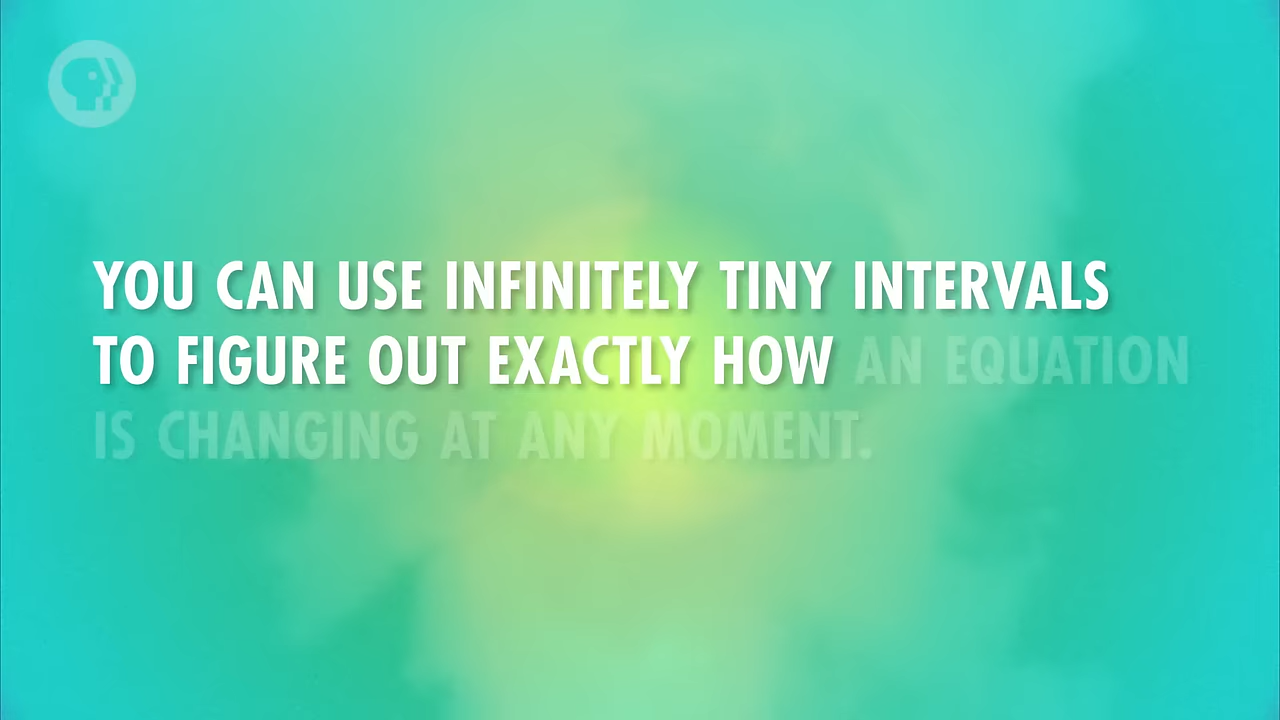 YOU CAN USE INFINITELY TINY INTERVALS
TO FIGURE OUT EXACTLY HOW AN EQUATION
IS CHANGING AT ANY MOMENT.